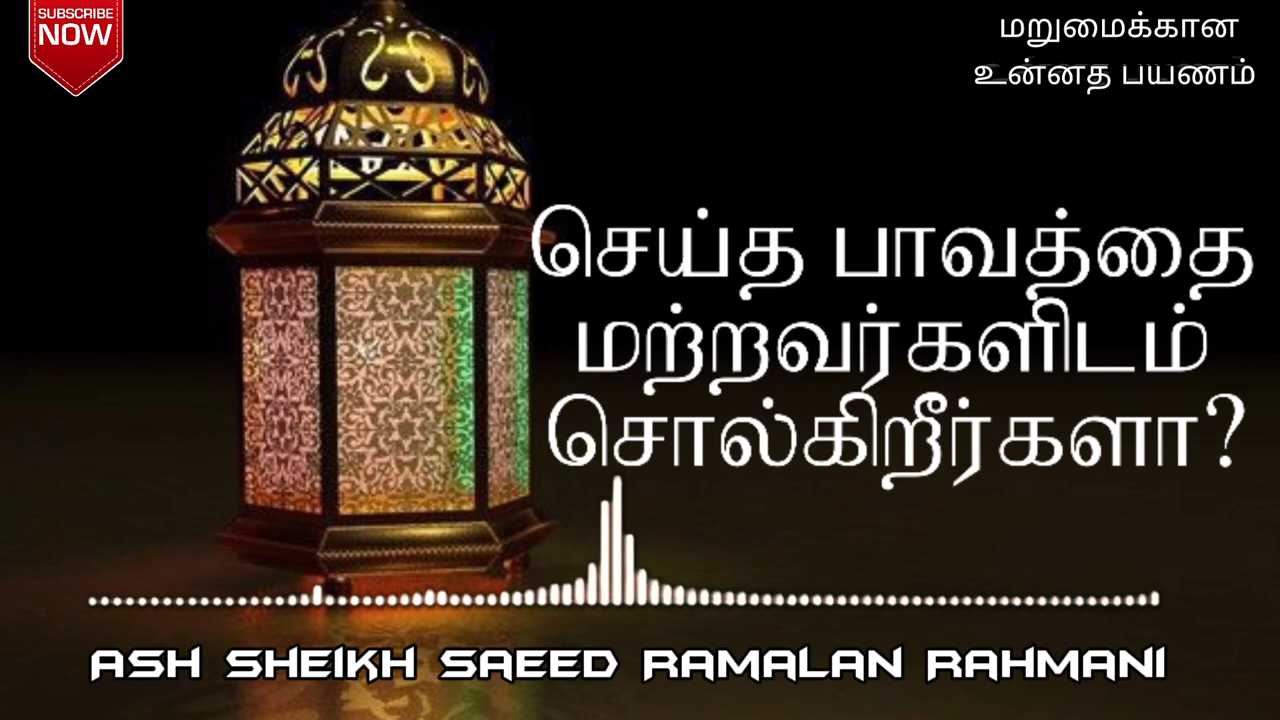 SUBSCRIBE
NOW
மறுமைக்கான
உன்னத பயணம்
செய்த பாவத்தை
மற்றவர்களிடம்
சொல்கிறீர்களா?
ASH SHEIKH SAEED RAMALAN RAHMANI